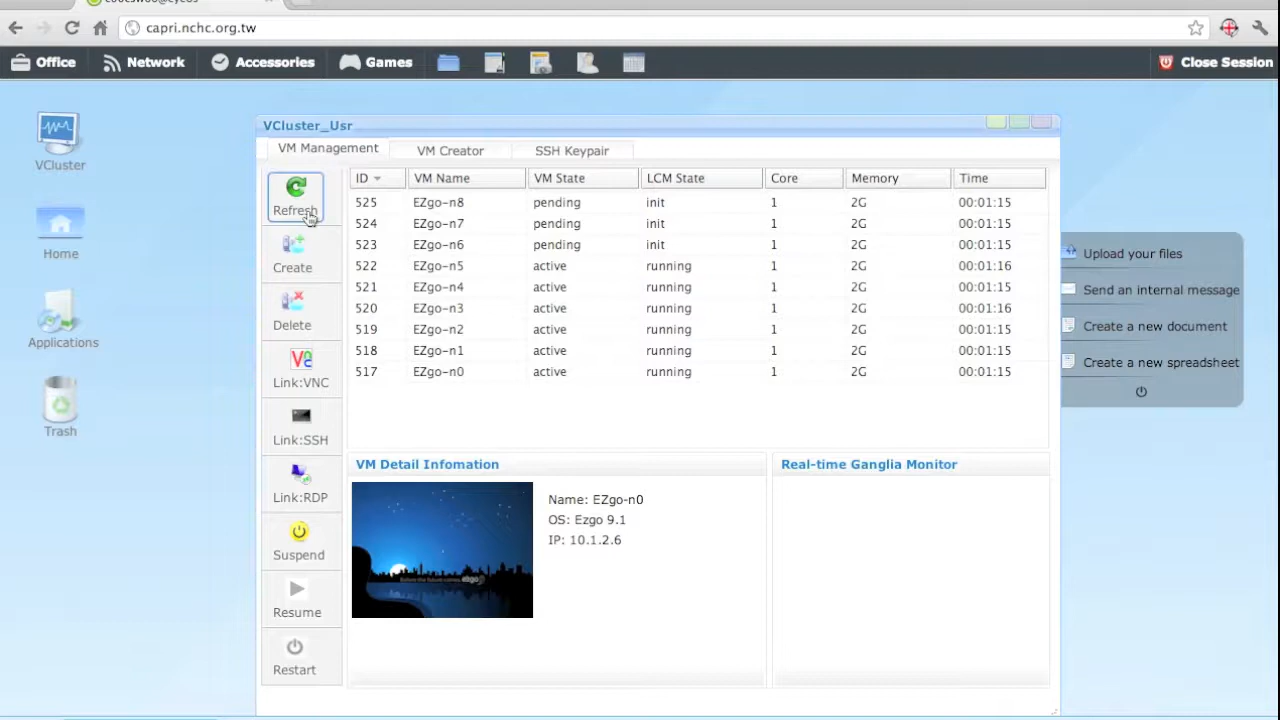 capri.nchc.org.tw
Office Network Accessories Games Close Session
VCluster
Home
Applications
Trash
VCluster_Usr
VM Management VM Creator SSH Keypair
Refresh
Create
Delete
Link:VNC
Link:SSH
Link:RDP
Suspend
Resume
Restart
ID VM Name VM State LCM State Core Memory Time
525 EZgo-n8 pending init 1 2G 00:01:15
524 EZgo-n7 pending init 1 2G 00:01:15
523 EZgo-n6 pending init 1 2G 00:01:15
522 EZgo-n5 active running 1 2G 00:01:16
521 EZgo-n4 active running 1 2G 00:01:15
520 EZgo-n3 active running 1 2G 00:01:16
519 EZgo-n2 active running 1 2G 00:01:15
518 EZgo-n1 active running 1 2G 00:01:15
517 EZgo-n0 active running 1 2G 00:01:15
VM Detail Infomation
Before the future comes. ezgo
Name: EZgo-n0
OS: Ezgo 9.1
IP: 10.1.2.6
Real-time Ganglia Monitor
Upload your files
Send an internal message
Create a new document
Create a new spreadsheet